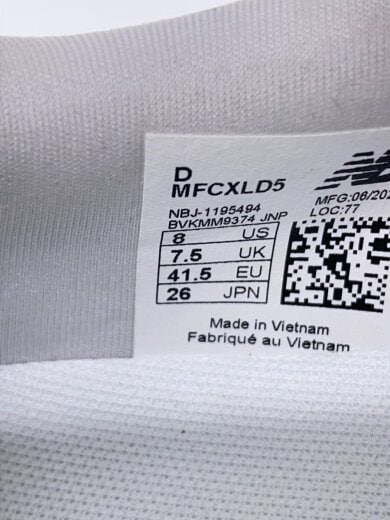 D
MFCXLD5
NBJ-1195494
BVKMM9374 JNP
MFG:06/202
LOC:77
8 US
7.5 UK
41.5 EU
26 JPN
Made in Vietnam
Fabriqué au Vietnam